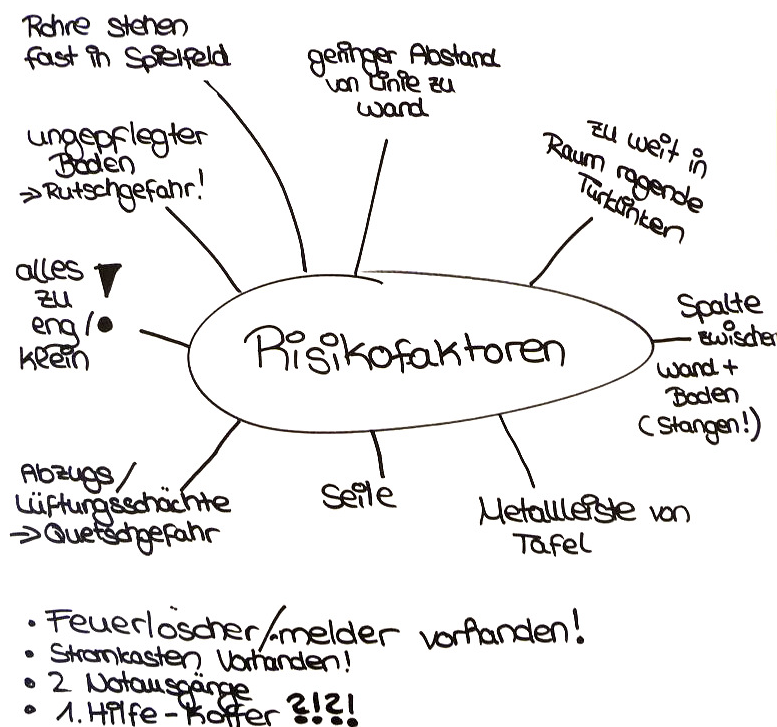 Rohre stehen
fast in Spielfeld
geringer Abstand
von Linie zu
Wand
zu weit in
Raum ragende
Türklinken
ungepflegter
Boden
→ Rutschgefahr!
alles
zu
eng/
klein
!
Risikofaktoren
Spalte
zwischen
Wand +
Boden
(Stangen!)
Abzugs/
Lüftungsschächte
→ Quetschgefahr
Seile
Metallleiste von
Tafel
• Feuerlöscher/-melder vorhanden!
• Stromkasten vorhanden!
• 2 Notausgänge
• 1. Hilfe-Koffer ?!?!